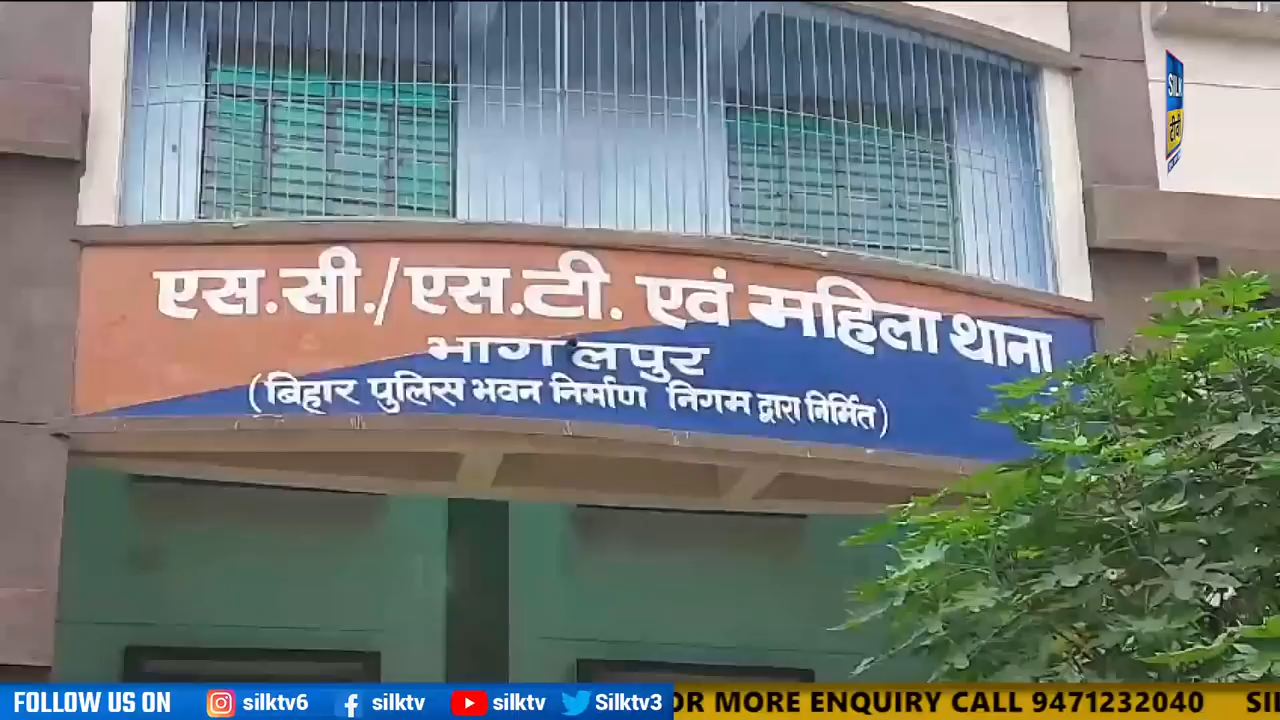 SILK
टीवी
एस.सी./एस.टी. एवं महिला थाना
भागलपुर
(बिहार पुलिस भवन निर्माण निगम द्वारा निर्मित)
FOLLOW US ON silktv6 silktv silktv Silktv3
OR MORE ENQUIRY CALL 9471232040